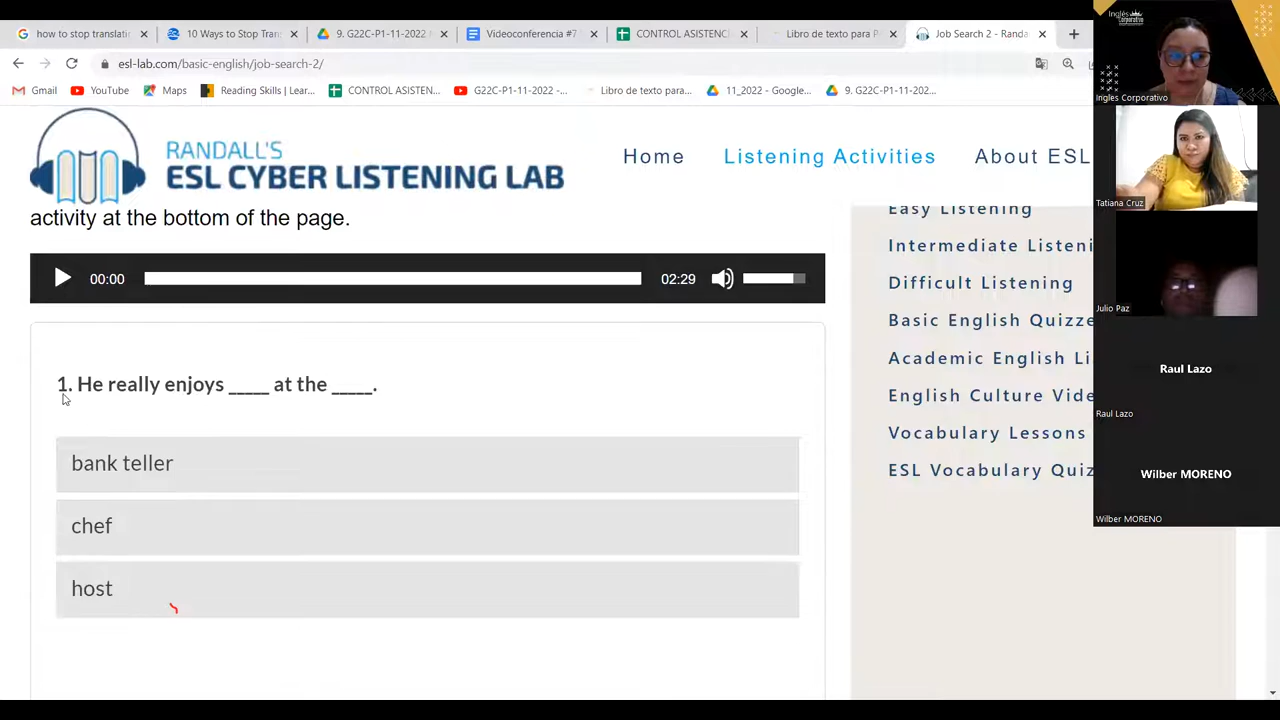 how to stop translati
10 Ways to Stop Tran
9. G22C-P1-11-2022
Videoconferencia #7
CONTROL ASISTENC
Libro de texto para P
Job Search 2 - Randa
esl-lab.com/basic-english/job-search-2/
Gmail
YouTube
Maps
Reading Skills | Lear...
CONTROL ASISTEN...
G22C-P1-11-2022 -...
Libro de texto para...
11_2022 - Google...
9. G22C-P1-11-202...
RANDALL'S
ESL CYBER LISTENING LAB
Home
Listening Activities
About ESL
activity at the bottom of the page.
00:00
02:29
1. He really enjoys _____ at the _____.
bank teller
chef
host
Easy Listening
Intermediate Listeni
Difficult Listening
Basic English Quizze
Academic English Li
English Culture Vide
Vocabulary Lessons
ESL Vocabulary Quiz
Inglés
Corporativo
Ingles Corporativo
Tatiana Cruz
Julio Paz
Raul Lazo
Raul Lazo
Wilber MORENO
Wilber MORENO